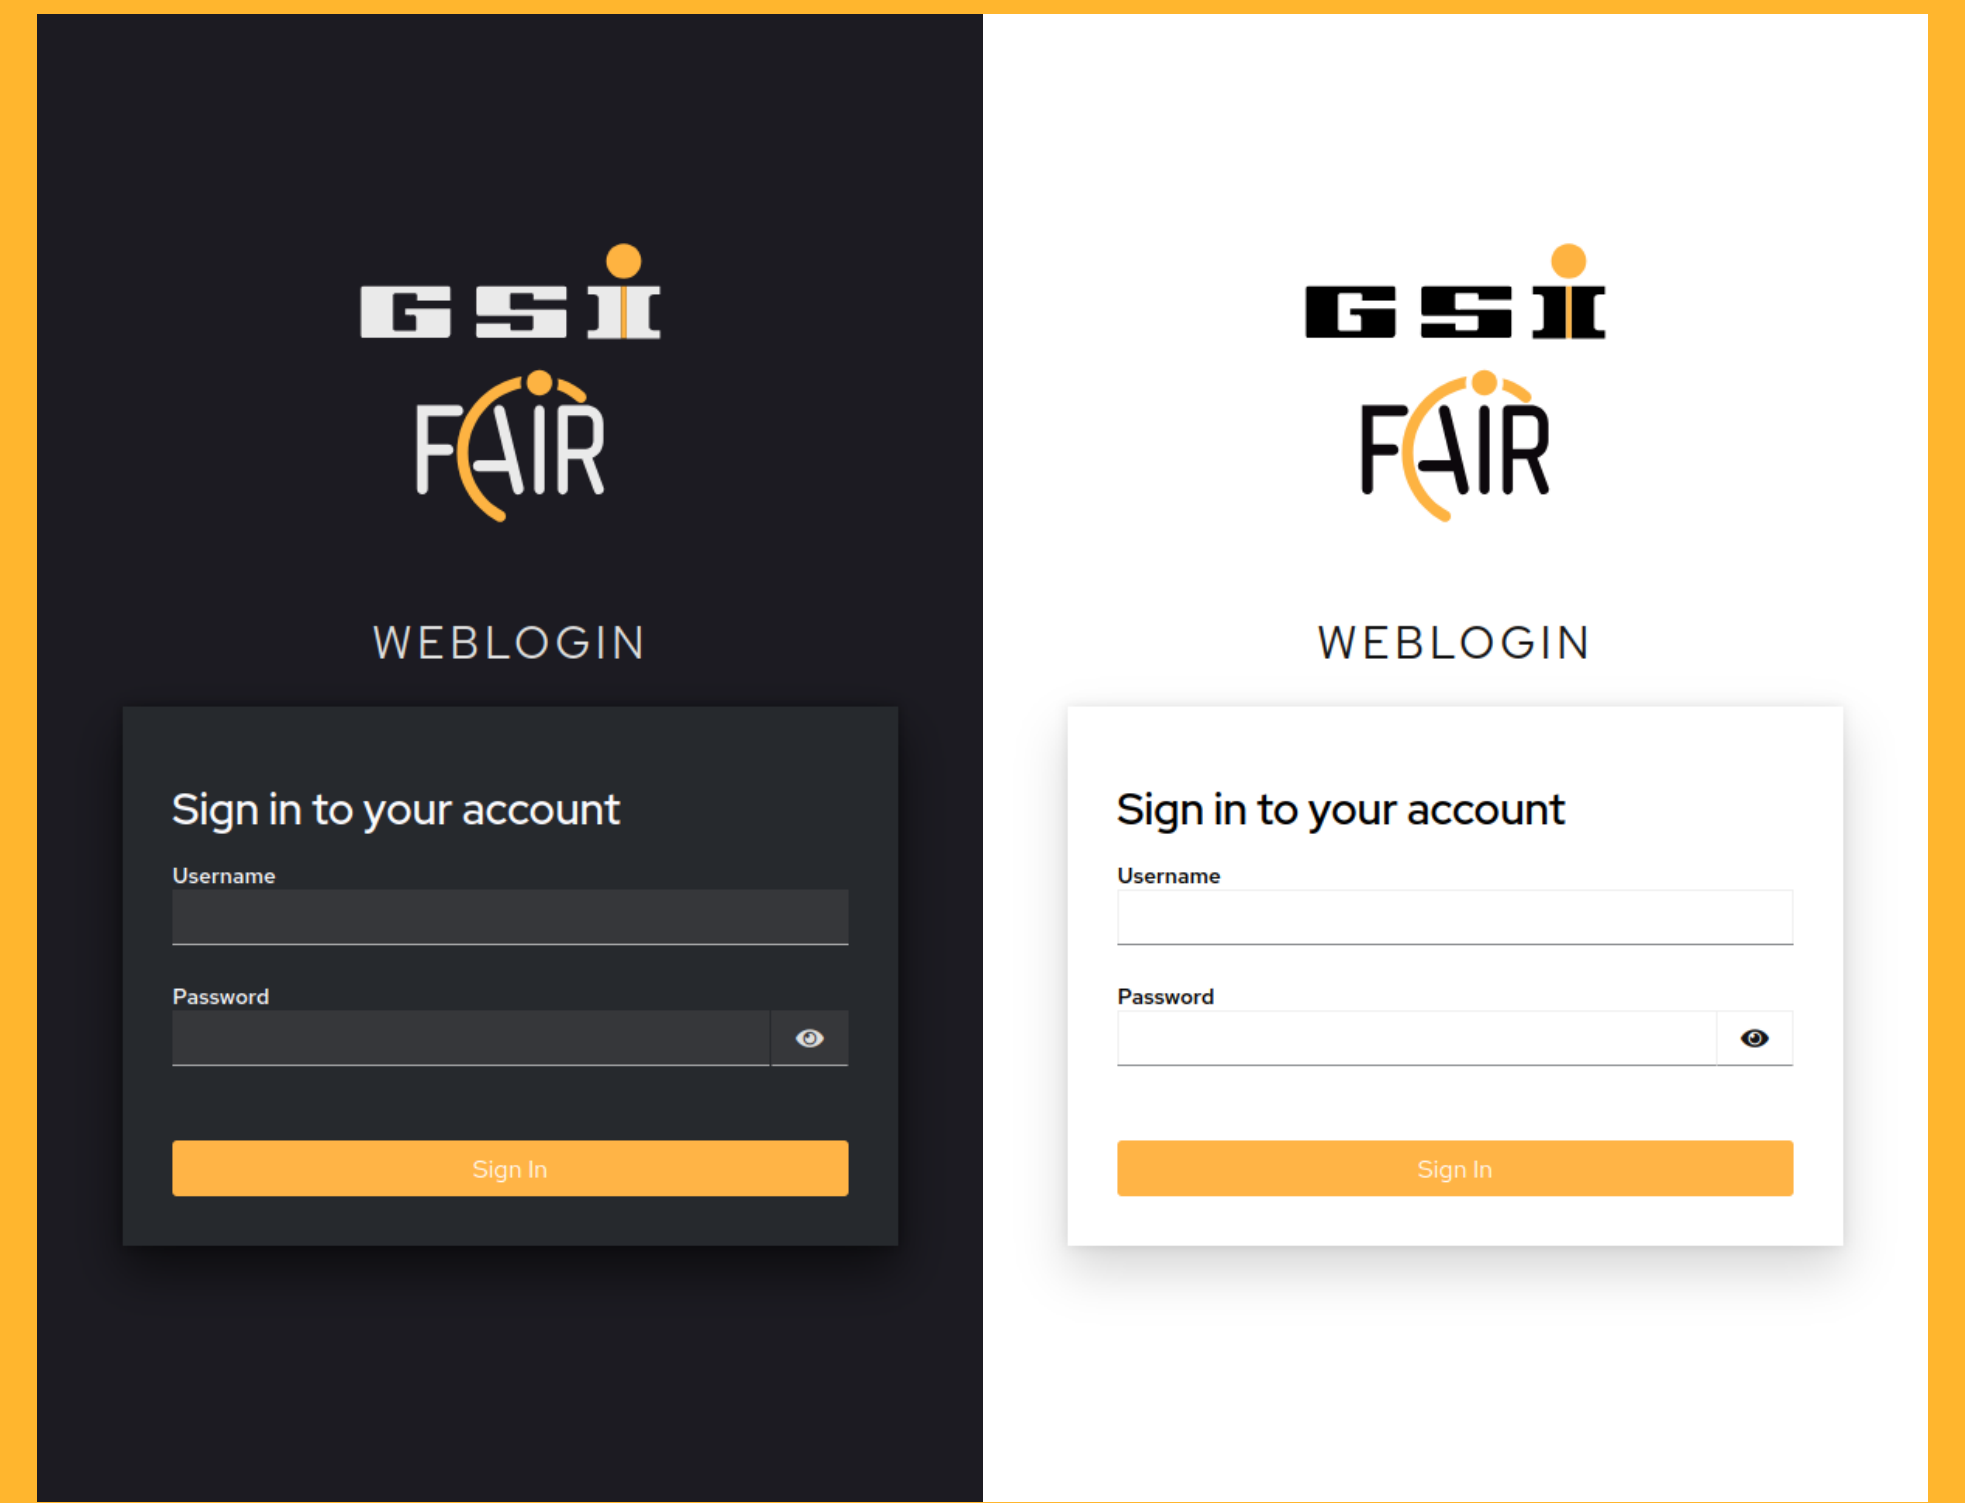 GSI
FAIR
WEBLOGIN
Sign in to your account
Username
Password
Sign In
GSI
FAIR
WEBLOGIN
Sign in to your account
Username
Password
Sign In